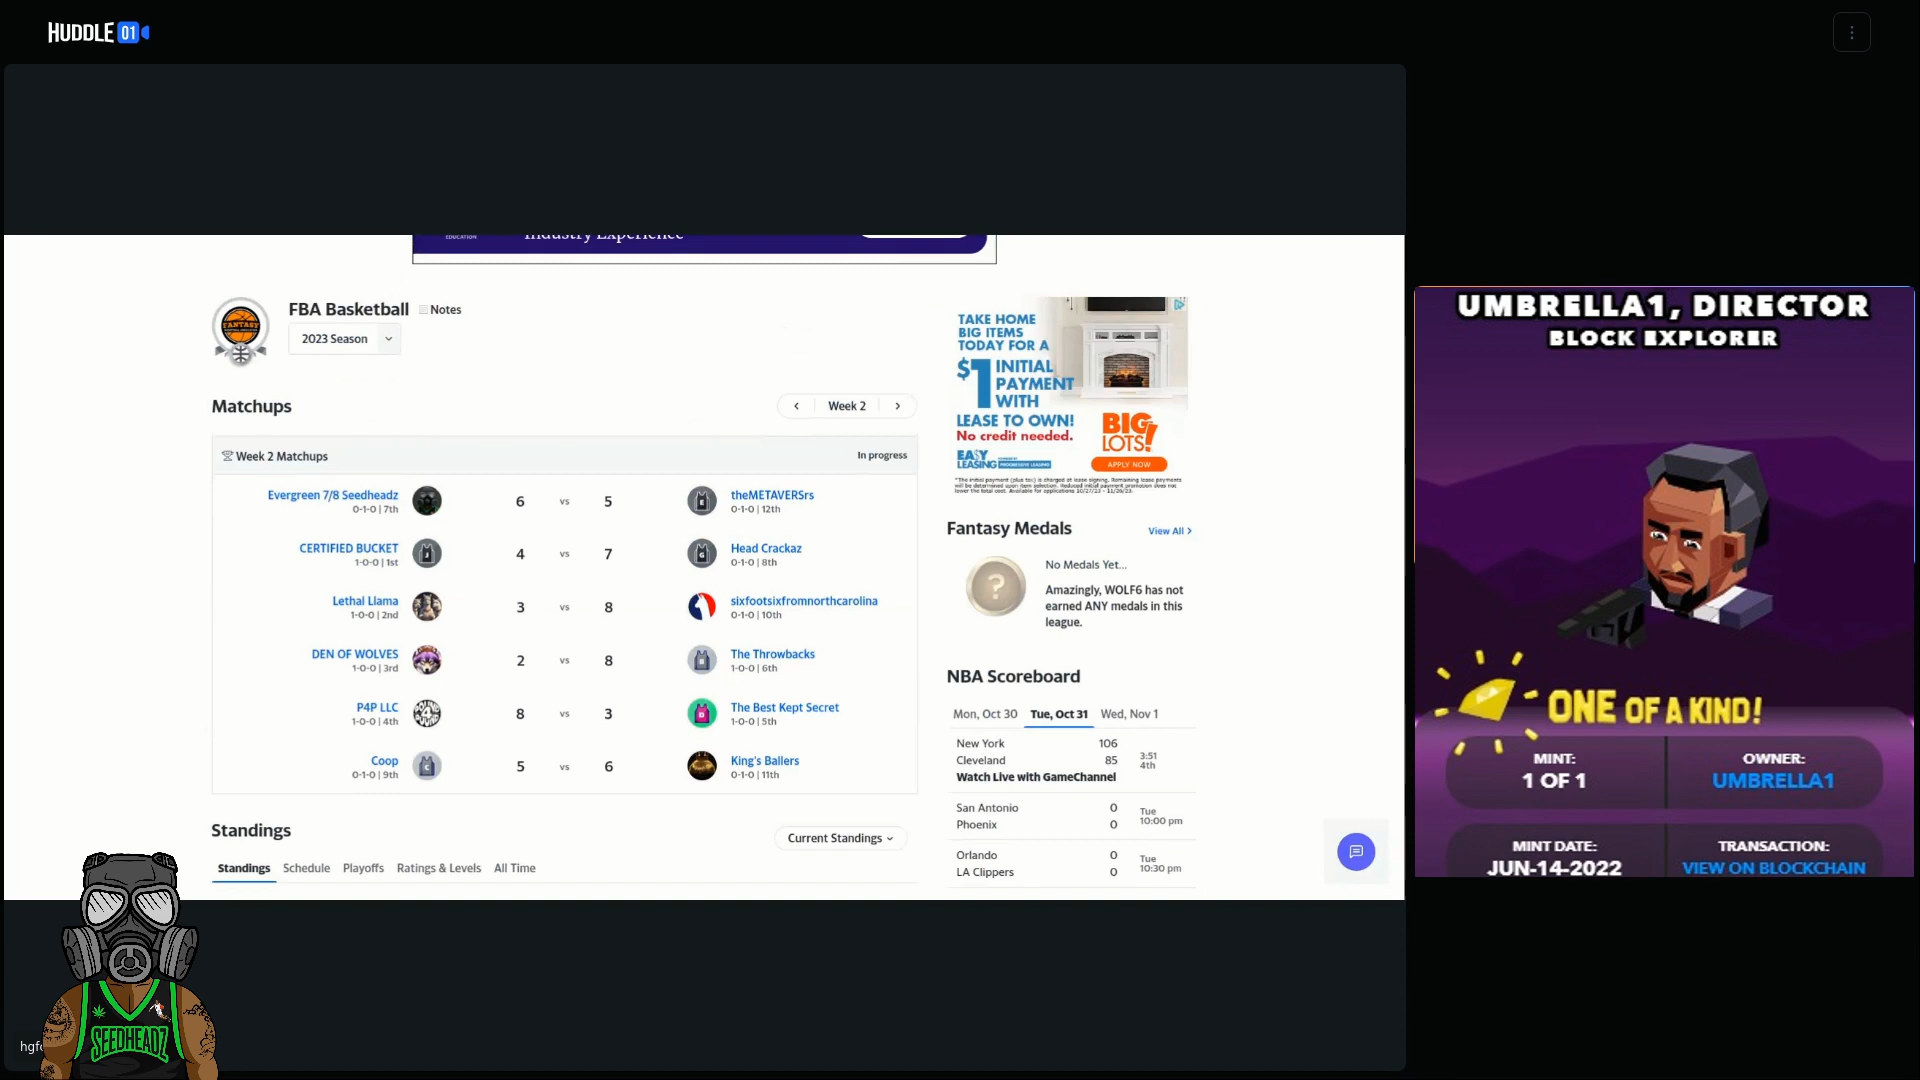 HUDDLE 01
EDUCATION
Industry Experience
FBA Basketball
Notes
2023 Season
Matchups
Week 2
Week 2 Matchups
In progress
Evergreen 7/8 Seedheadz
0-1-0 | 7th
6 vs 5
theMETAVERSrs
0-1-0 | 12th
CERTIFIED BUCKET
1-0-0 | 1st
4 vs 7
Head Crackaz
0-1-0 | 8th
Lethal Llama
1-0-0 | 2nd
3 vs 8
sixfootsixfromnorthcarolina
0-1-0 | 10th
DEN OF WOLVES
1-0-0 | 3rd
2 vs 8
The Throwbacks
1-0-0 | 6th
P4P LLC
1-0-0 | 4th
8 vs 3
The Best Kept Secret
1-0-0 | 5th
Coop
0-1-0 | 9th
5 vs 6
King's Ballers
0-1-0 | 11th
Standings
Current Standings
Standings Schedule Playoffs Ratings & Levels All Time
TAKE HOME
BIG ITEMS
TODAY FOR A
$1 INITIAL
PAYMENT
WITH
LEASE TO OWN!
No credit needed.
EASY
LEASING
PROGRESSIVE LEASING
BIG
LOTS!
APPLY NOW
Fantasy Medals
View All
No Medals Yet...
Amazingly, WOLF6 has not
earned ANY medals in this
league.
NBA Scoreboard
Mon, Oct 30 Tue, Oct 31 Wed, Nov 1
New York 106
Cleveland 85
3:51
4th
Watch Live with GameChannel
San Antonio 0
Phoenix 0
Tue
10:00 pm
Orlando 0
LA Clippers 0
Tue
10:30 pm
UMBRELLA1, DIRECTOR
BLOCK EXPLORER
ONE OF A KIND!
MINT:
1 OF 1
OWNER:
UMBRELLA1
MINT DATE:
JUN-14-2022
TRANSACTION:
VIEW ON BLOCKCHAIN
SEEDHEADZ